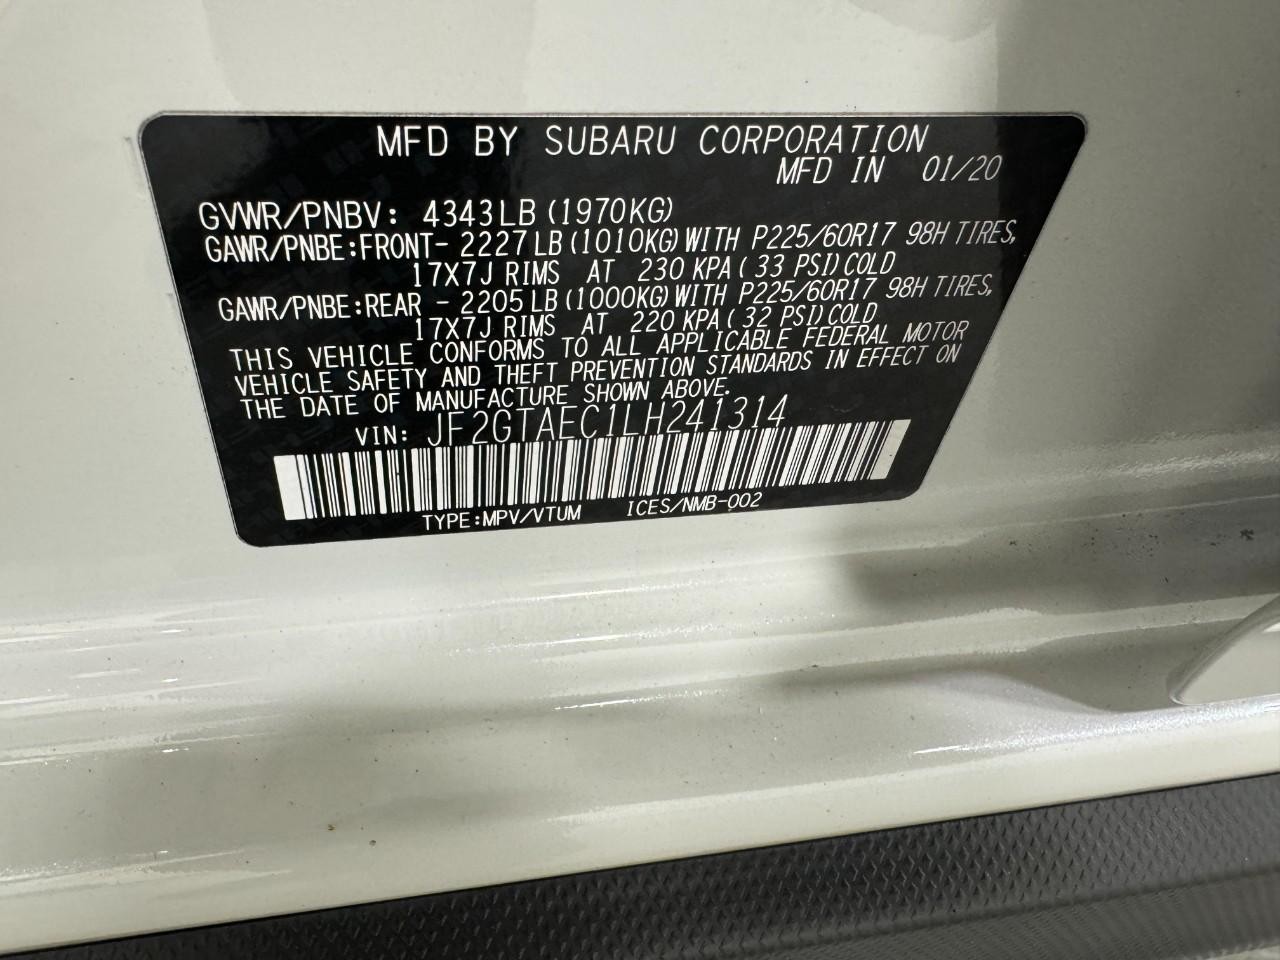 MFD BY SUBARU CORPORATION
MFD IN 01/20
GVWR/PNBV: 4343LB (1970KG)
GAWR/PNBE:FRONT- 2227 LB (1010KG) WITH P225/60R17 98H TIRES,
17X7J RIMS AT 230 KPA ( 33 PSI) COLD
GAWR/PNBE:REAR - 2205 LB (1000KG) WITH P225/60R17 98H TIRES,
17X7J RIMS AT 220 KPA ( 32 PSI) COLD
THIS VEHICLE CONFORMS TO ALL APPLICABLE FEDERAL MOTOR
VEHICLE SAFETY AND THEFT PREVENTION STANDARDS IN EFFECT ON
THE DATE OF MANUFACTURE SHOWN ABOVE.
VIN: JF2GTAEC1LH241314
TYPE:MPV/VTUM ICES/NMB-002